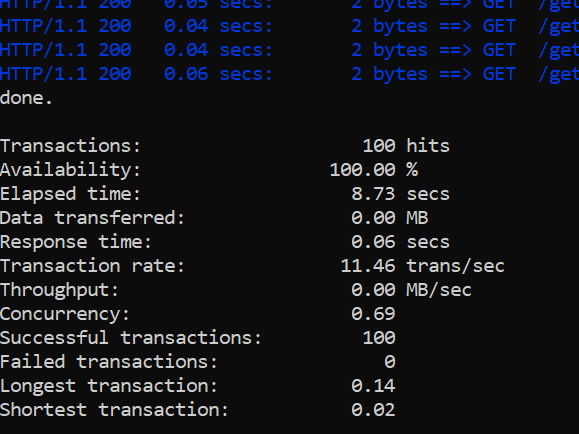 HTTP/1.1 200   0.05 secs:       2 bytes ==> GET  /get
HTTP/1.1 200   0.04 secs:       2 bytes ==> GET  /get
HTTP/1.1 200   0.04 secs:       2 bytes ==> GET  /get
HTTP/1.1 200   0.06 secs:       2 bytes ==> GET  /get
done.

Transactions:                    100 hits
Availability:                 100.00 %
Elapsed time:                   8.73 secs
Data transferred:               0.00 MB
Response time:                  0.06 secs
Transaction rate:              11.46 trans/sec
Throughput:                     0.00 MB/sec
Concurrency:                    0.69
Successful transactions:         100
Failed transactions:               0
Longest transaction:            0.14
Shortest transaction:           0.02